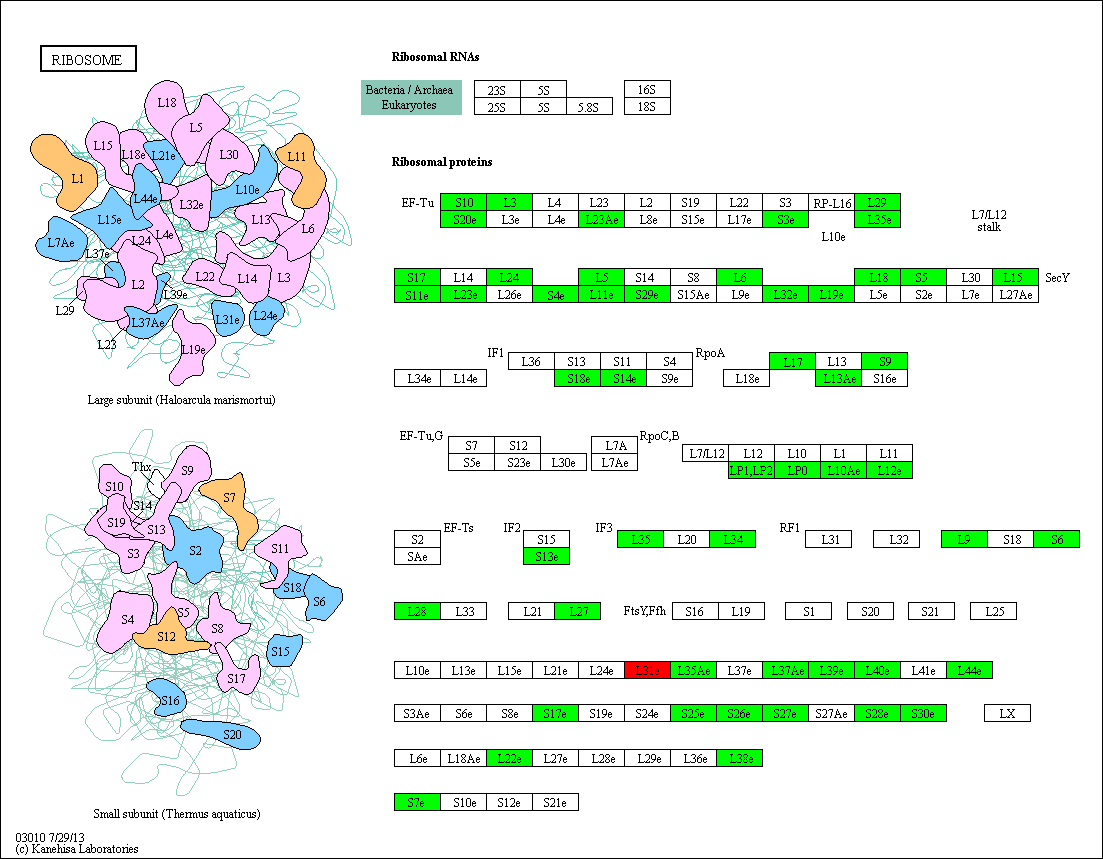 RIBOSOME
L18
L5
L15
L18e
L21e
L30
L11
L1
L10e
L44e
L32e
L15e
L13
L6
L7Ae
L24
L4e
L37e
L2
L22
L14
L3
L39e
L29
L37Ae
L31e
L24e
L23
L19e
Large subunit (Haloarcula marismortui)
Thx
S9
S10
S7
S14
S19
S13
S3
S2
S11
S18
S6
S4
S5
S8
S12
S15
S17
S16
S20
Small subunit (Thermus aquaticus)
03010 7/29/13
(c) Kanehisa Laboratories
Ribosomal RNAs
Bacteria / Archaea 23S 5S 16S
Eukaryotes 25S 5S 5.8S 18S
Ribosomal proteins
EF-Tu S10 L3 L4 L23 L2 S19 L22 S3 RP-L16 L29
S20e L3e L4e L23Ae L8e S15e L17e S3e L35e
L10e
L7/L12
stalk
S17 L14 L24 L5 S14 S8 L6 L18 S5 L30 L15 SecY
S11e L23e L26e S4e L11e S29e S15Ae L9e L32e L19e L5e S2e L7e L27Ae
IF1 L36 S13 S11 S4 RpoA L17 L13 S9
L34e L14e S18e S14e S9e L18e L13Ae S16e
EF-Tu,G S7 S12 L7A RpoC,B L7/L12 L12 L10 L1 L11
S5e S23e L30e L7Ae LP1,LP2 LP0 L10Ae L12e
S2 EF-Ts IF2 S15 IF3 L35 L20 L34 RF1 L31 L32 L9 S18 S6
SAe S13e
L28 L33 L21 L27 FtsY,Ffh S16 L19 S1 S20 S21 L25
L10e L13e L15e L21e L24e L31e L35Ae L37e L37Ae L39e L40e L41e L44e
S3Ae S6e S8e S17e S19e S24e S25e S26e S27e S27Ae S28e S30e LX
L6e L18Ae L22e L27e L28e L29e L36e L38e
S7e S10e S12e S21e